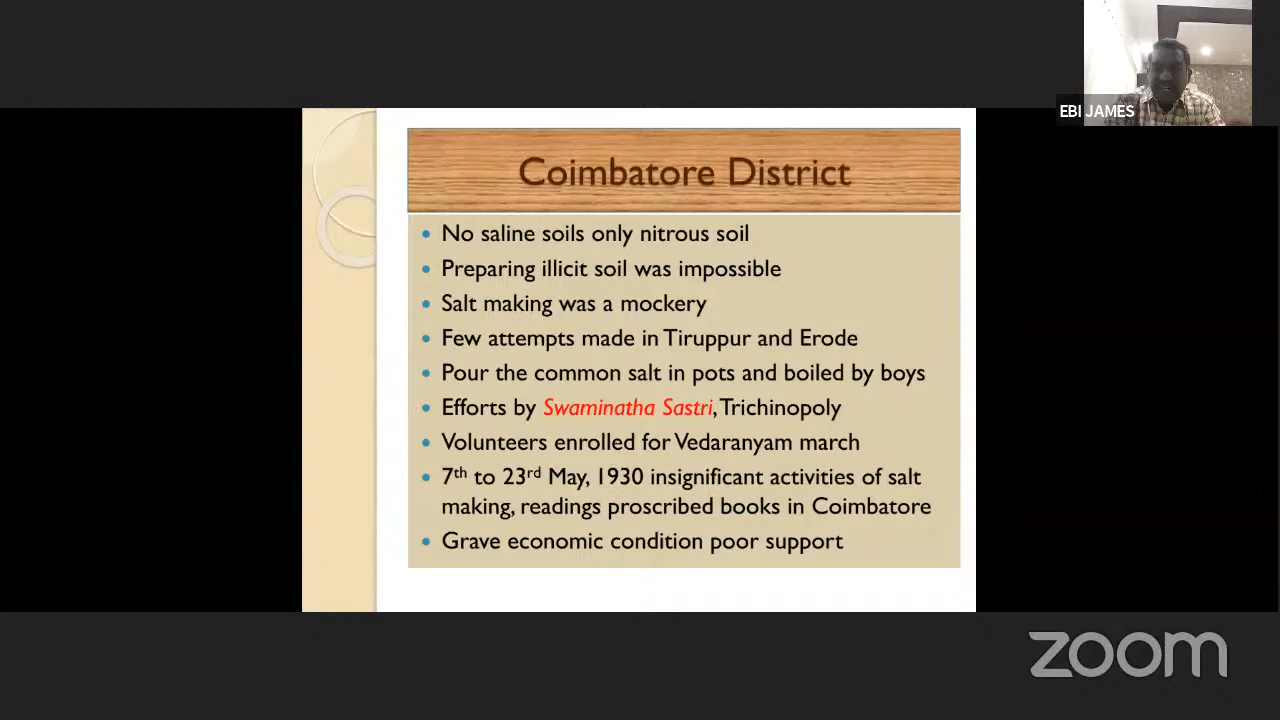 EBI JAMES
Coimbatore District
• No saline soils only nitrous soil
• Preparing illicit soil was impossible
• Salt making was a mockery
• Few attempts made in Tiruppur and Erode
• Pour the common salt in pots and boiled by boys
• Efforts by Swaminatha Sastri, Trichinopoly
• Volunteers enrolled for Vedaranyam march
• 7th to 23rd May, 1930 insignificant activities of salt
making, readings proscribed books in Coimbatore
• Grave economic condition poor support
zoom